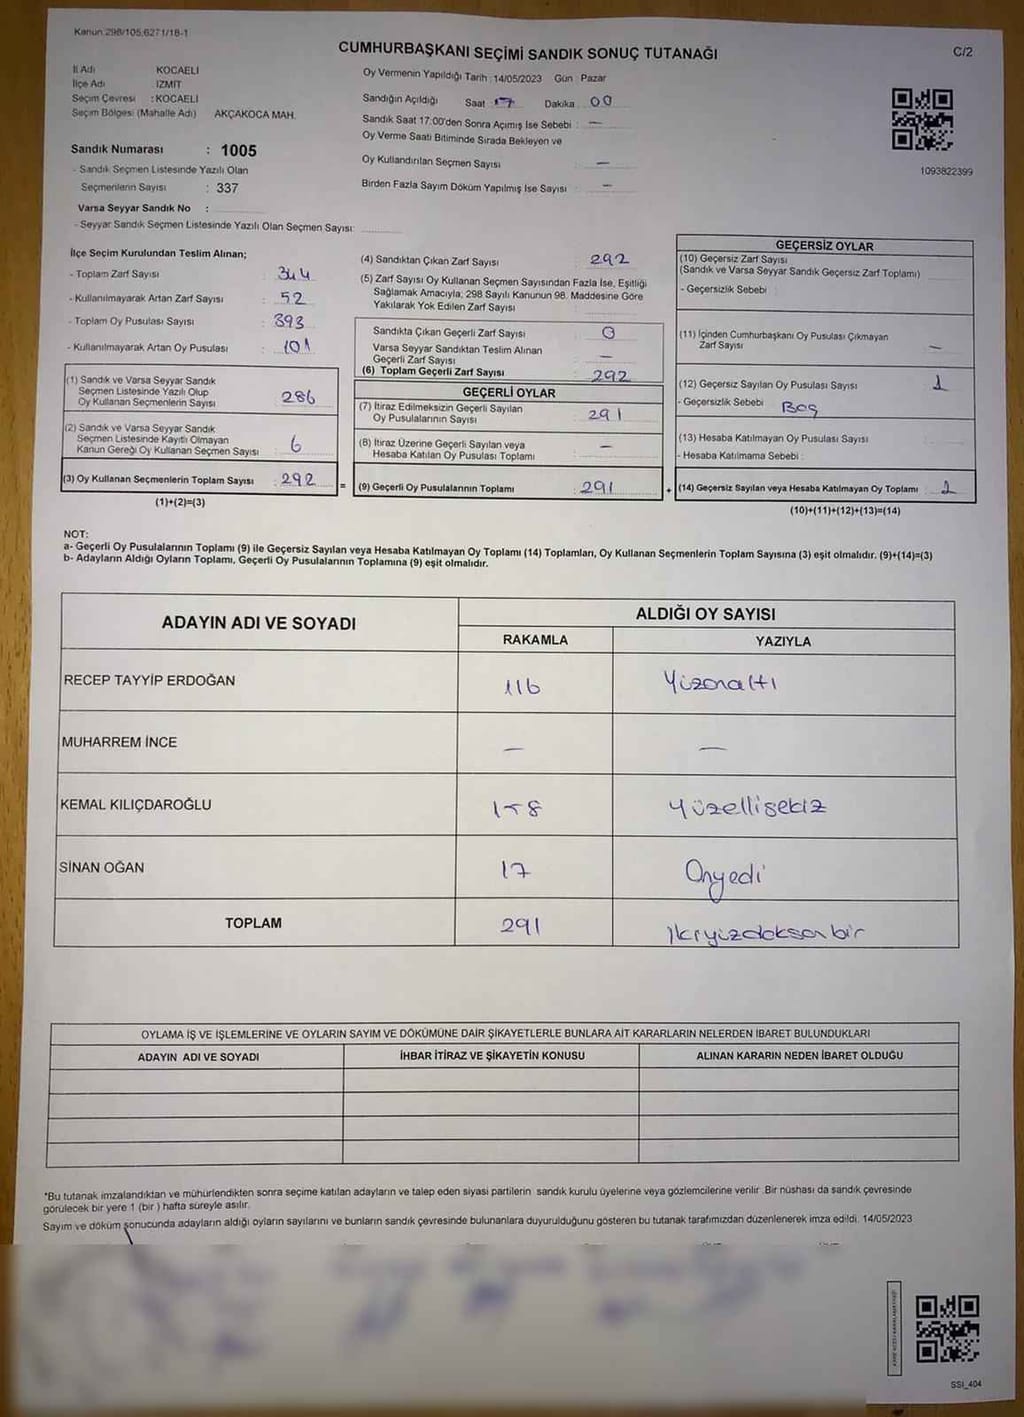 Kanun 298/105,6271/18-1
CUMHURBAŞKANI SEÇİMİ SANDIK SONUÇ TUTANAĞI
C/2
İl Adı KOCAELİ
İlçe Adı İZMİT
Seçim Çevresi : KOCAELİ
Seçim Bölgesi (Mahalle Adı) AKÇAKOCA MAH.
Sandık Numarası : 1005
- Sandık Seçmen Listesinde Yazılı Olan
Seçmenlerin Sayısı : 337
Varsa Seyyar Sandık No :
- Seyyar Sandık Seçmen Listesinde Yazılı Olan Seçmen Sayısı:
Oy Vermenin Yapıldığı Tarih : 14/05/2023 Gün Pazar
Sandığın Açıldığı Saat 17 Dakika 00
Sandık Saat 17:00'den Sonra Açımış İse Sebebi : —
Oy Verme Saati Bitiminde Sırada Bekleyen ve
Oy Kullandırılan Seçmen Sayısı : —
Birden Fazla Sayım Döküm Yapılmış İse Sayısı : —
1093822399
İlçe Seçim Kurulundan Teslim Alınan;
- Toplam Zarf Sayısı : 344
- Kullanılmayarak Artan Zarf Sayısı : 52
- Toplam Oy Pusulası Sayısı : 393
- Kullanılmayarak Artan Oy Pusulası : 101
(1) Sandık ve Varsa Seyyar Sandık
Seçmen Listesinde Yazılı Olup
Oy Kullanan Seçmenlerin Sayısı : 286
(2) Sandık ve Varsa Seyyar Sandık
Seçmen Listesinde Kayıtlı Olmayan
Kanun Gereği Oy Kullanan Seçmen Sayısı : 6
(3) Oy Kullanan Seçmenlerin Toplam Sayısı : 292
(1)+(2)=(3)
(4) Sandıktan Çıkan Zarf Sayısı : 292
(5) Zarf Sayısı Oy Kullanan Seçmen Sayısından Fazla İse, Eşitliği
Sağlamak Amacıyla, 298 Sayılı Kanunun 98. Maddesine Göre
Yakılarak Yok Edilen Zarf Sayısı :
Sandıkta Çıkan Geçerli Zarf Sayısı : 0
Varsa Seyyar Sandıktan Teslim Alınan
Geçerli Zarf Sayısı : —
(6) Toplam Geçerli Zarf Sayısı : 292
GEÇERLİ OYLAR
(7) İtiraz Edilmeksizin Geçerli Sayılan
Oy Pusulalarının Sayısı : 291
(8) İtiraz Üzerine Geçerli Sayılan veya
Hesaba Katılan Oy Pusulası Toplamı : —
= (9) Geçerli Oy Pusulalarının Toplamı : 291 +
GEÇERSİZ OYLAR
(10) Geçersiz Zarf Sayısı
(Sandık ve Varsa Seyyar Sandık Geçersiz Zarf Toplamı)
- Geçersizlik Sebebi :
(11) İçinden Cumhurbaşkanı Oy Pusulası Çıkmayan
Zarf Sayısı —
(12) Geçersiz Sayılan Oy Pusulası Sayısı : 1
- Geçersizlik Sebebi : Boş
(13) Hesaba Katılmayan Oy Pusulası Sayısı :
- Hesaba Katılmama Sebebi :
(14) Geçersiz Sayılan veya Hesaba Katılmayan Oy Toplamı : 1
(10)+(11)+(12)+(13)=(14)
NOT:
a- Geçerli Oy Pusulalarının Toplamı (9) ile Geçersiz Sayılan veya Hesaba Katılmayan Oy Toplamı (14) Toplamları, Oy Kullanan Seçmenlerin Toplam Sayısına (3) eşit olmalıdır. (9)+(14)=(3)
b- Adayların Aldığı Oyların Toplamı, Geçerli Oy Pusulalarının Toplamına (9) eşit olmalıdır.
ADAYIN ADI VE SOYADI ALDIĞI OY SAYISI
RAKAMLA YAZIYLA
RECEP TAYYİP ERDOĞAN 116 Yüzonaltı
MUHARREM İNCE — —
KEMAL KILIÇDAROĞLU 158 Yüzellisekiz
SİNAN OĞAN 17 Onyedi
TOPLAM 291 İkiyüzdoksanbir
OYLAMA İŞ VE İŞLEMLERİNE VE OYLARIN SAYIM VE DÖKÜMÜNE DAİR ŞİKAYETLERLE BUNLARA AİT KARARLARIN NELERDEN İBARET BULUNDUKLARI
ADAYIN ADI VE SOYADI İHBAR İTİRAZ VE ŞİKAYETİN KONUSU ALINAN KARARIN NEDEN İBARET OLDUĞU
*Bu tutanak imzalandıktan ve mühürlendikten sonra seçime katılan adayların ve talep eden siyasi partilerin sandık kurulu üyelerine veya gözlemcilerine verilir .Bir nüshası da sandık çevresinde
görülecek bir yere 1 (bir ) hafta süreyle asılır.
Sayım ve döküm sonucunda adayların aldığı oyların sayılarını ve bunların sandık çevresinde bulunanlara duyurulduğunu gösteren bu tutanak tarafımızdan düzenlenerek imza edildi. 14/05/2023
SSI_404